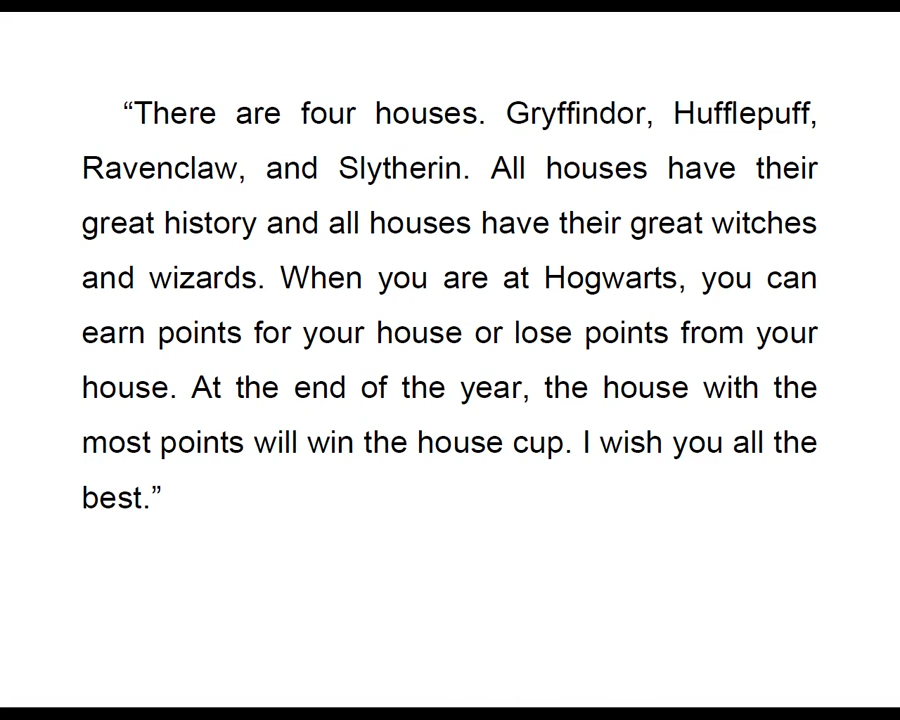 “There are four houses. Gryffindor, Hufflepuff,
Ravenclaw, and Slytherin. All houses have their
great history and all houses have their great witches
and wizards. When you are at Hogwarts, you can
earn points for your house or lose points from your
house. At the end of the year, the house with the
most points will win the house cup. I wish you all the
best.”